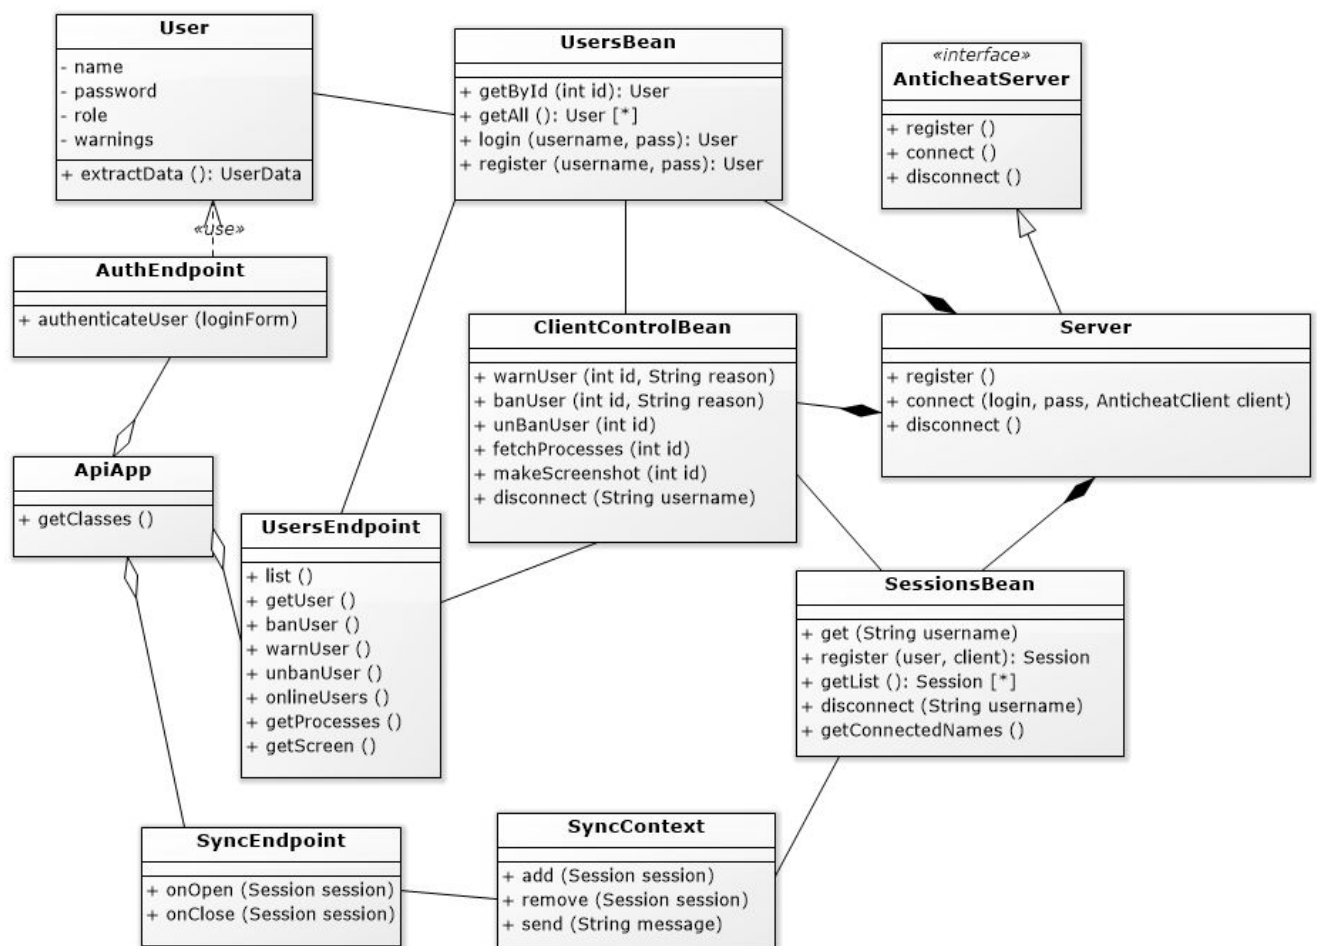 User
- name
- password
- role
- warnings
+ extractData (): UserData
UsersBean
+ getById (int id): User
+ getAll (): User [*]
+ login (username, pass): User
+ register (username, pass): User
«interface»
AnticheatServer
+ register ()
+ connect ()
+ disconnect ()
«use»
AuthEndpoint
+ authenticateUser (loginForm)
ClientControlBean
+ warnUser (int id, String reason)
+ banUser (int id, String reason)
+ unBanUser (int id)
+ fetchProcesses (int id)
+ makeScreenshot (int id)
+ disconnect (String username)
Server
+ register ()
+ connect (login, pass, AnticheatClient client)
+ disconnect ()
ApiApp
+ getClasses ()
UsersEndpoint
+ list ()
+ getUser ()
+ banUser ()
+ warnUser ()
+ unbanUser ()
+ onlineUsers ()
+ getProcesses ()
+ getScreen ()
SessionsBean
+ get (String username)
+ register (user, client): Session
+ getList (): Session [*]
+ disconnect (String username)
+ getConnectedNames ()
SyncEndpoint
+ onOpen (Session session)
+ onClose (Session session)
SyncContext
+ add (Session session)
+ remove (Session session)
+ send (String message)